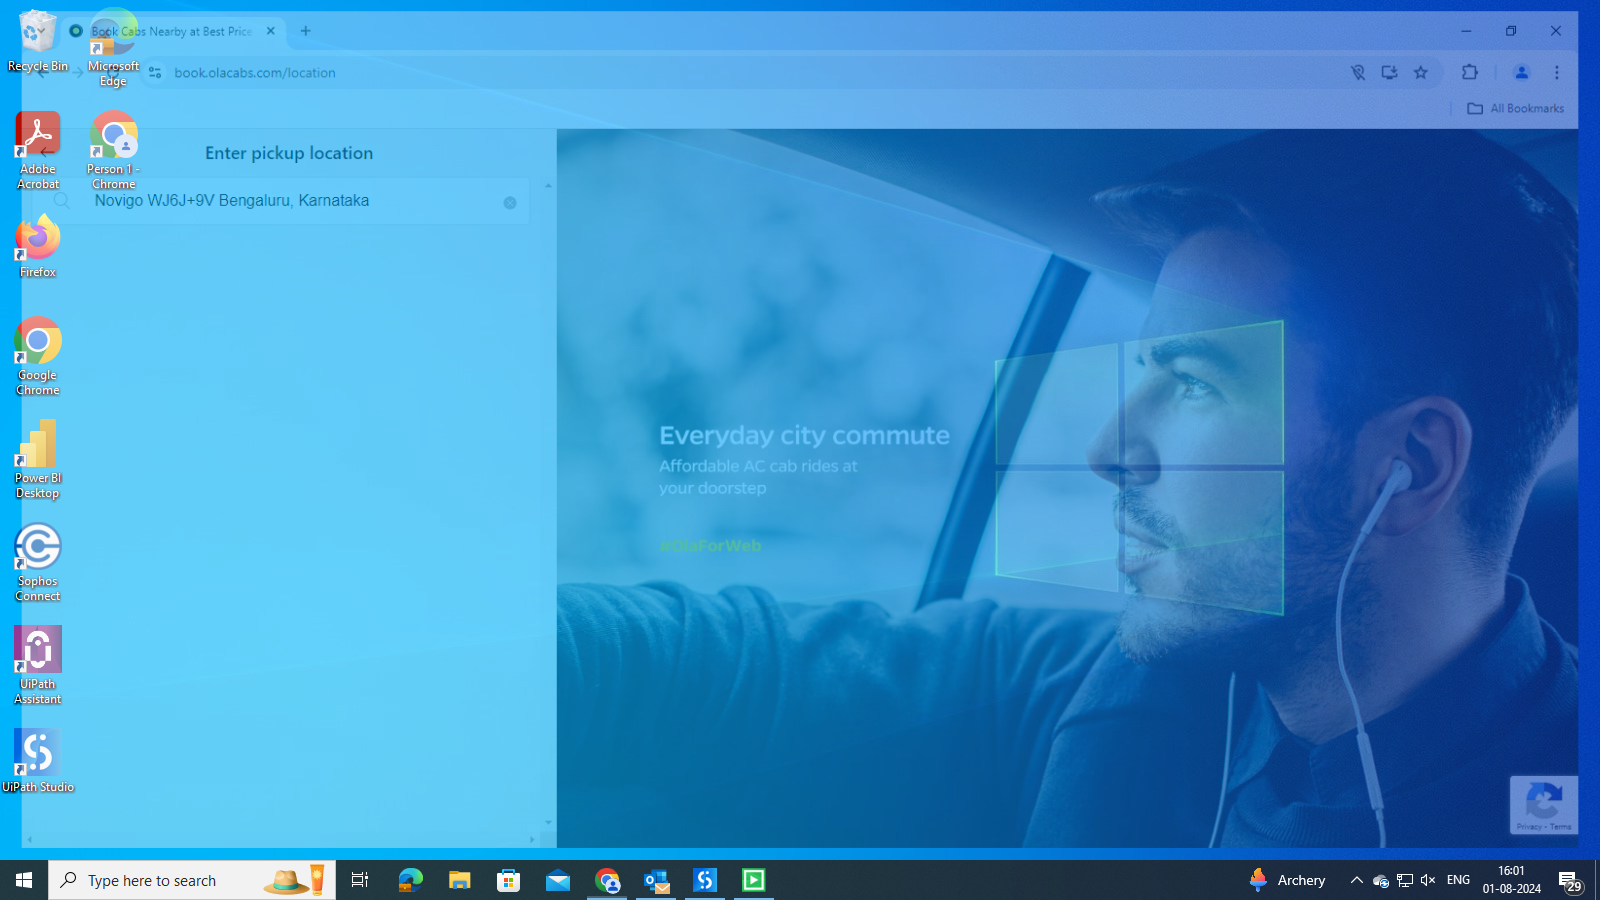 Book Cabs Nearby at Best Price
book.olacabs.com/location
All Bookmarks
Enter pickup location
Novigo WJ6J+9V Bengaluru, Karnataka
Everyday city commute
Affordable AC cab rides at
your doorstep
#OlaForWeb
Privacy - Terms
Recycle Bin
Microsoft
Edge
Adobe
Acrobat
Person 1 -
Chrome
Firefox
Google
Chrome
Power BI
Desktop
Sophos
Connect
UiPath
Assistant
UiPath Studio
Type here to search
Archery
ENG
16:01
01-08-2024
29